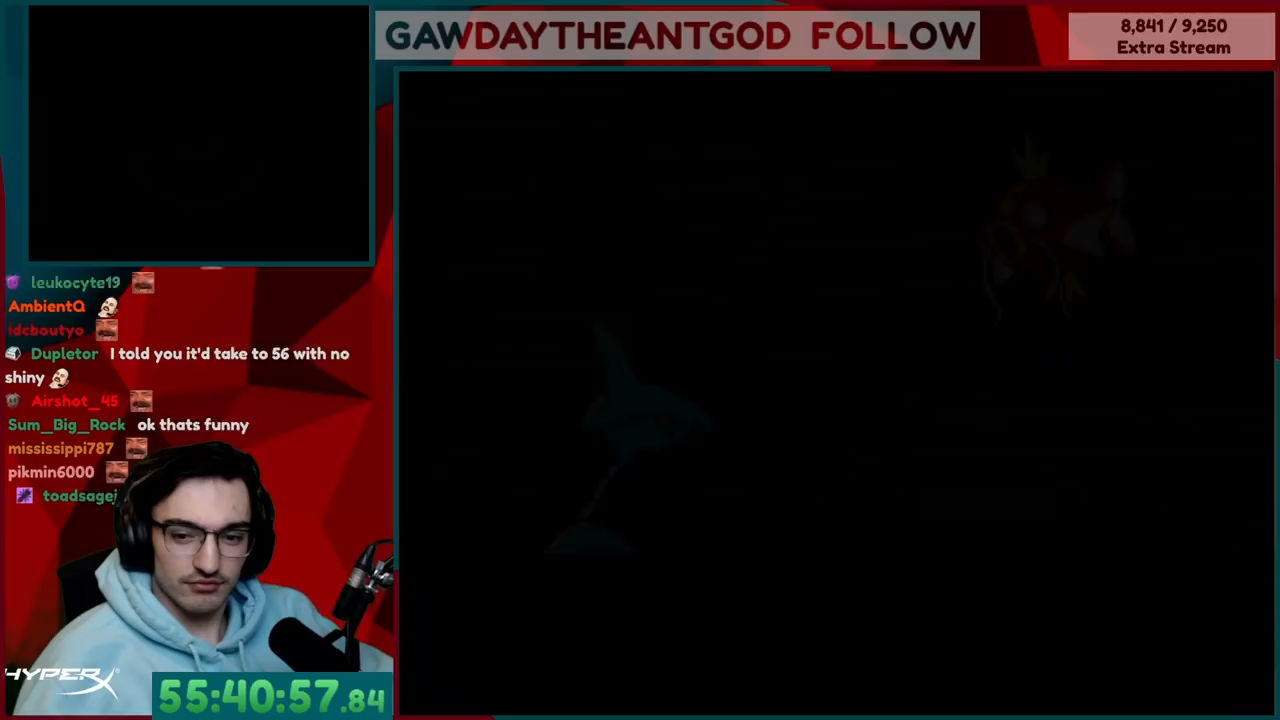 GAWDAYTHEANTGOD FOLLOW
8,841 / 9,250
Extra Stream
leukocyte19
AmbientQ
idcboutyo
Dupletor I told you it'd take to 56 with no
shiny
Airshot_45
Sum_Big_Rock ok thats funny
mississippi787
pikmin6000
toadsagej
HYPERX
55:40:57.84